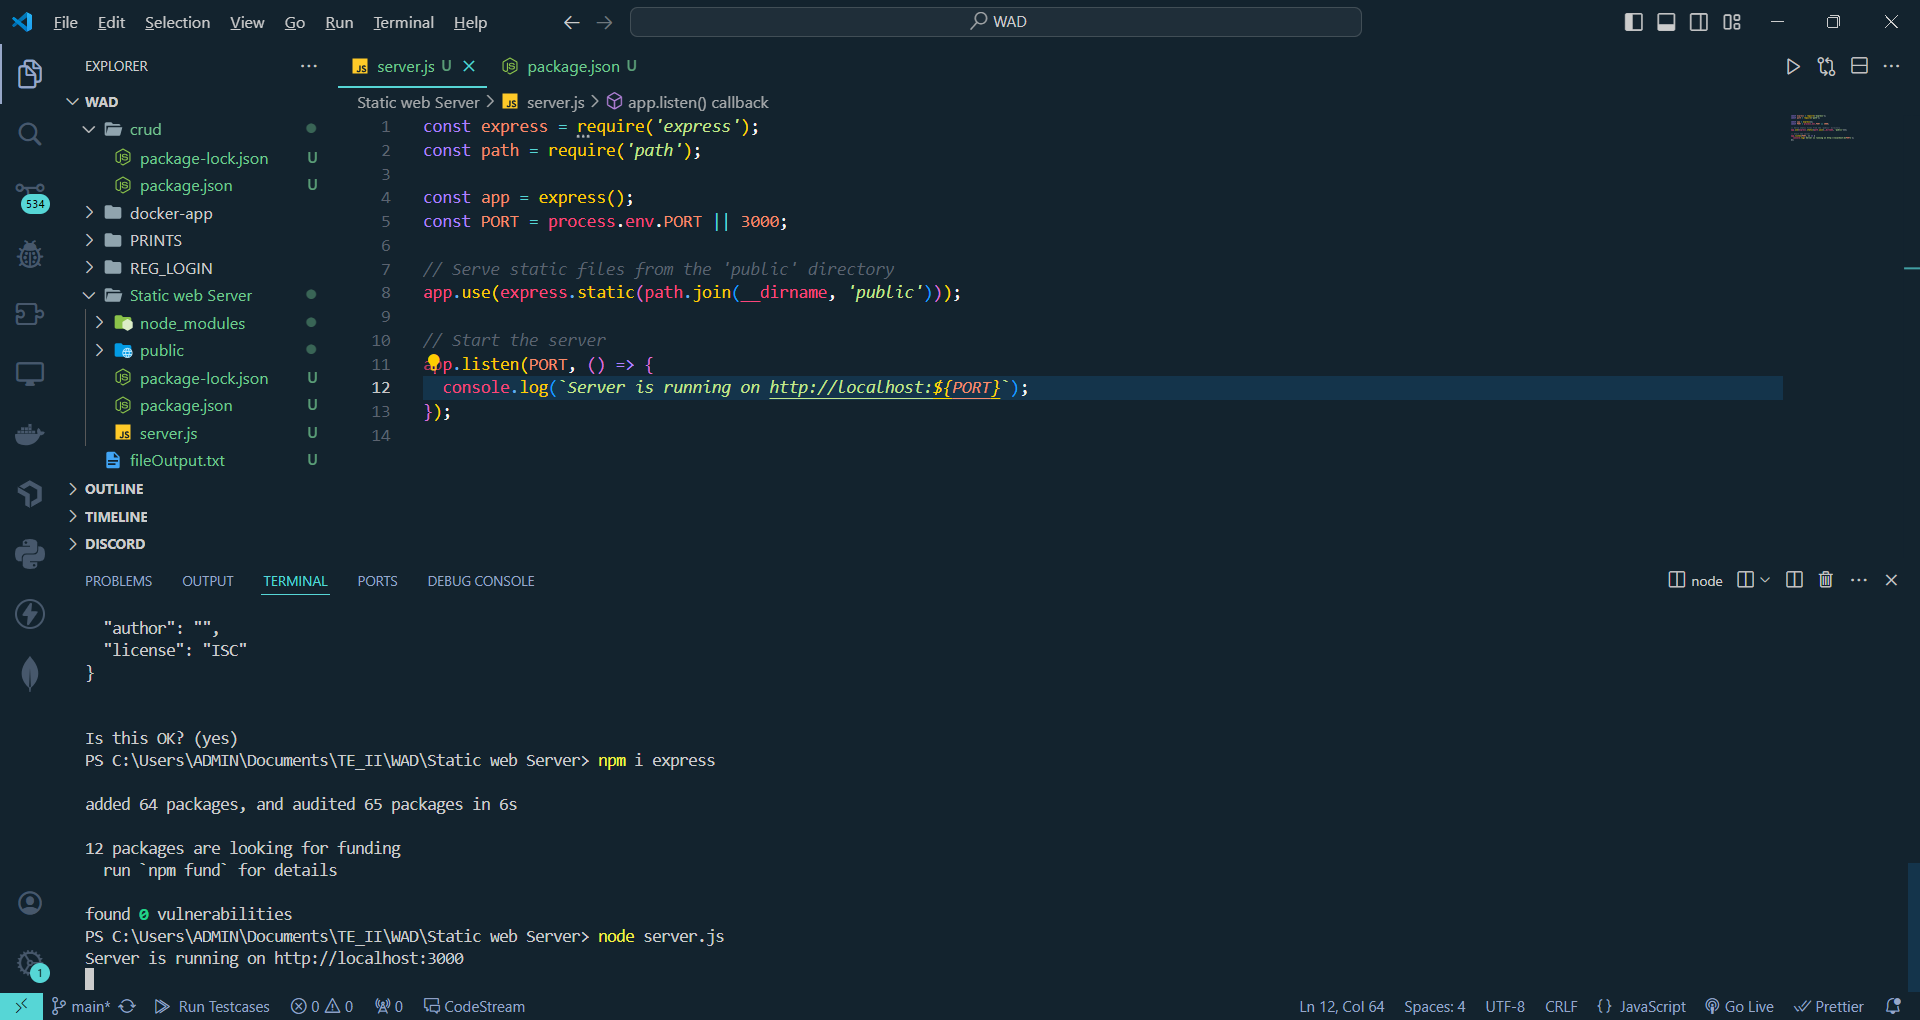 File Edit Selection View Go Run Terminal Help
WAD
EXPLORER
WAD
crud
package-lock.json U
package.json U
docker-app
PRINTS
REG_LOGIN
Static web Server
node_modules
public
package-lock.json U
package.json U
server.js U
fileOutput.txt U
OUTLINE
TIMELINE
DISCORD
534
1
JS server.js U
package.json U
Static web Server > JS server.js > app.listen() callback
1 const express = require('express');
2 const path = require('path');
3
4 const app = express();
5 const PORT = process.env.PORT || 3000;
6
7 // Serve static files from the 'public' directory
8 app.use(express.static(path.join(__dirname, 'public')));
9
10 // Start the server
11 app.listen(PORT, () => {
12 console.log(`Server is running on http://localhost:${PORT}`);
13 });
14
PROBLEMS OUTPUT TERMINAL PORTS DEBUG CONSOLE
node
"author": "",
"license": "ISC"
}
Is this OK? (yes)
PS C:\Users\ADMIN\Documents\TE_II\WAD\Static web Server> npm i express
added 64 packages, and audited 65 packages in 6s
12 packages are looking for funding
run `npm fund` for details
found 0 vulnerabilities
PS C:\Users\ADMIN\Documents\TE_II\WAD\Static web Server> node server.js
Server is running on http://localhost:3000
main* Run Testcases 0 0 0 CodeStream
Ln 12, Col 64 Spaces: 4 UTF-8 CRLF {} JavaScript Go Live Prettier